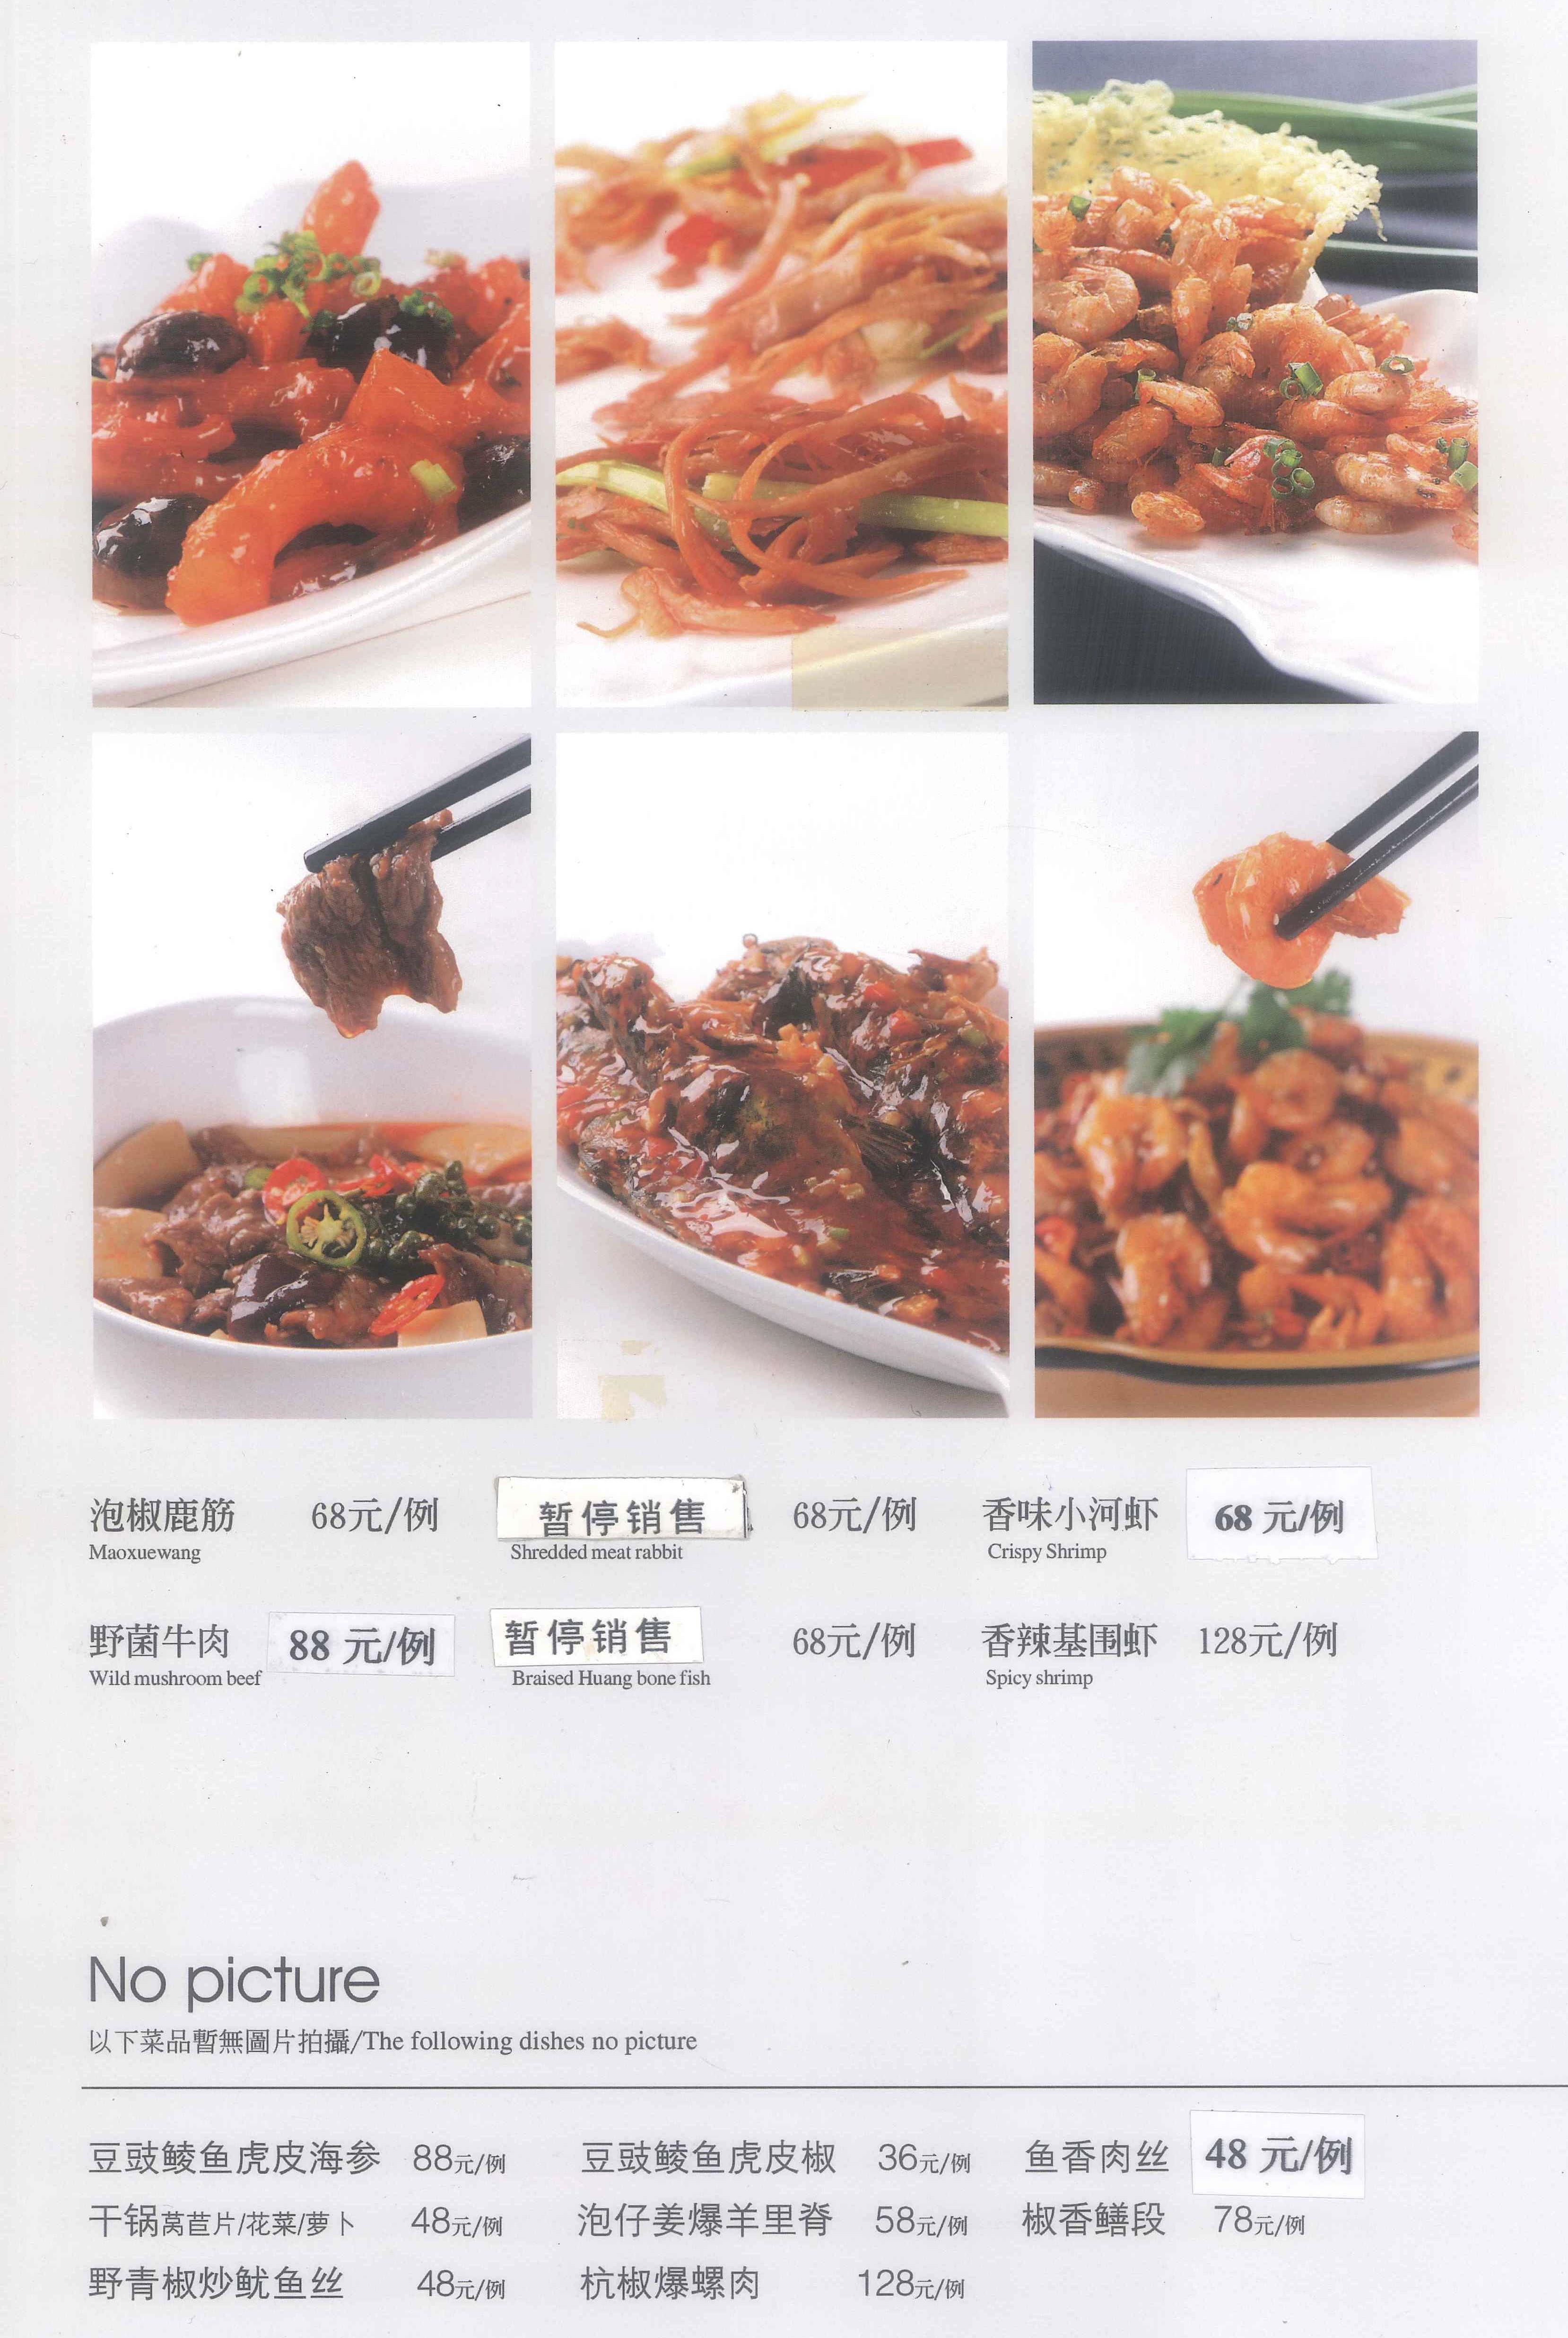 泡椒鹿筋 68元/例 暂停销售 68元/例 香味小河虾 68 元/例
Maoxuewang Shredded meat rabbit Crispy Shrimp
野菌牛肉 88 元/例 暂停销售 68元/例 香辣基围虾 128元/例
Wild mushroom beef Braised Huang bone fish Spicy shrimp
No picture
以下菜品暫無圖片拍攝/The following dishes no picture
豆豉鲮鱼虎皮海参 88元/例 豆豉鲮鱼虎皮椒 36元/例 鱼香肉丝 48 元/例
干锅莴苣片/花菜/萝卜 48元/例 泡仔姜爆羊里脊 58元/例 椒香鳝段 78元/例
野青椒炒鱿鱼丝 48元/例 杭椒爆螺肉 128元/例